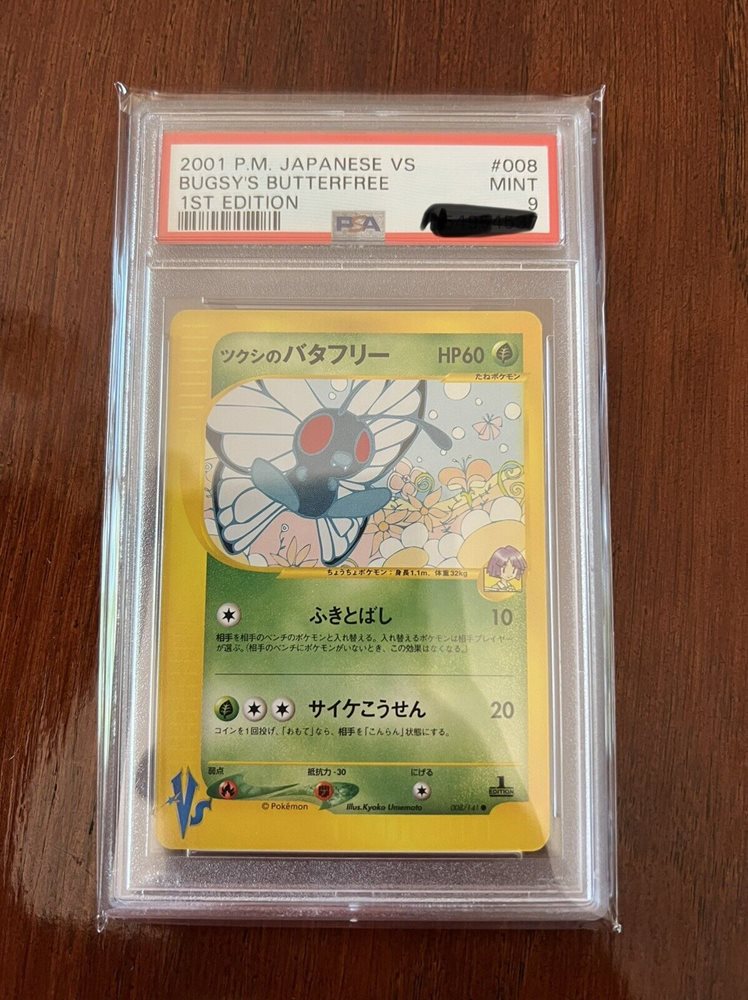 2001 P.M. JAPANESE VS #008
BUGSY'S BUTTERFREE MINT
1ST EDITION 9
PSA
ツクシのバタフリー HP60
たねポケモン
ちょうちょポケモン:身長1.1m、体重32kg
ふきとばし 10
相手を相手のベンチのポケモンと入れ替える。入れ替えるポケモンは相手プレイヤー
が選ぶ。(相手のベンチにポケモンがいないとき、この効果はなくなる。)
サイケこうせん 20
コインを1回投げ、「おもて」なら、相手を「こんらん」状態にする。
弱点 抵抗力-30 にげる
1
EDITION
VS
©Pokémon Illus.Kyoko Umemoto 008/141